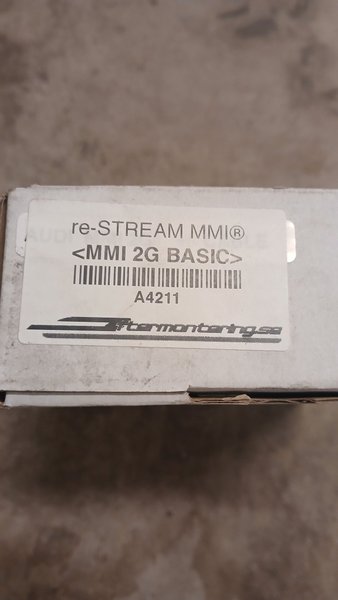 re-STREAM MMI®
<MMI 2G BASIC>
A4211
Eftermontering.se